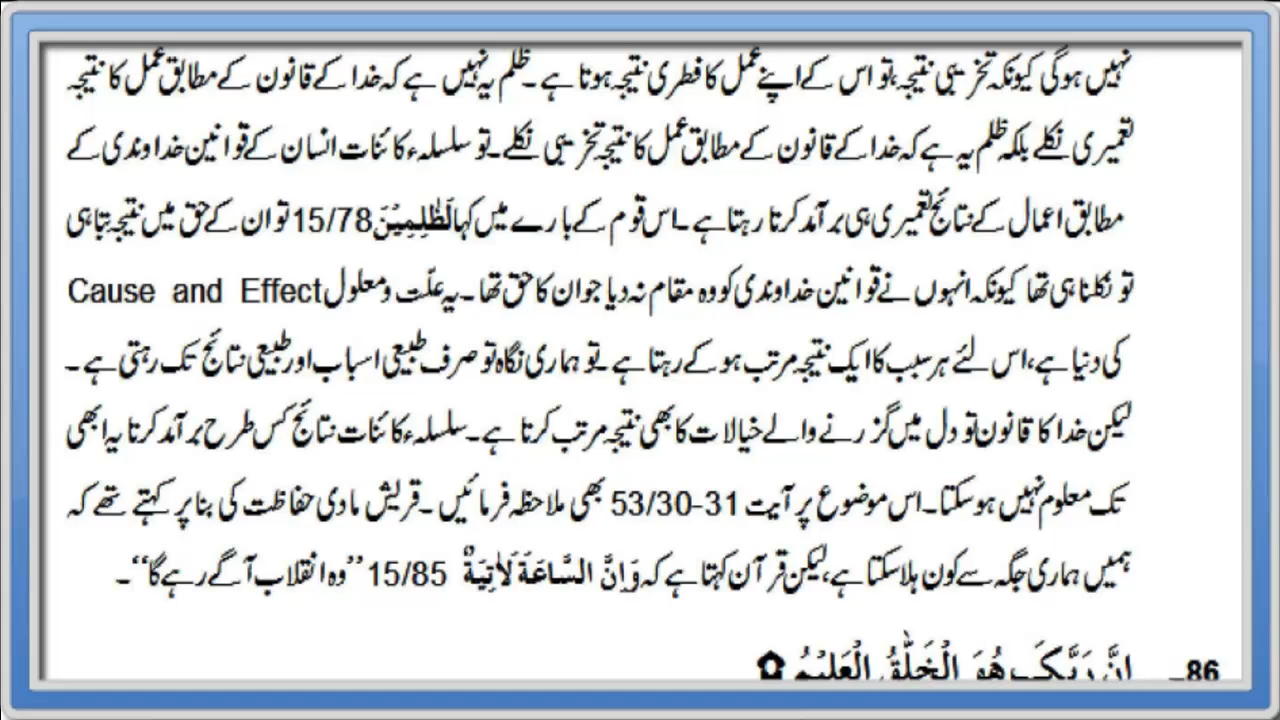 نہیں ہوگی کیونکہ تخریبی نتیجہ، تو اس کے اپنے عمل کا فطری نتیجہ ہوتا ہے۔ ظلم یہ نہیں ہے کہ خدا کے قانون کے مطابق عمل کا نتیجہ
تعمیری نکلے بلکہ ظلم یہ ہے کہ خدا کے قانون کے مطابق عمل کا نتیجہ تخریبی نکلے۔ تو سلسلہء کائنات انسان کے قوانین خداوندی کے
مطابق اعمال کے نتائج تعمیری ہی برآمد کرتا رہتا ہے۔ اس قوم کے بارے میں کہا لَظٰلِمِیْنَ 15/78 تو ان کے حق میں نتیجہ تباہی
تو نکلنا ہی تھا کیونکہ انہوں نے قوانین خداوندی کو وہ مقام نہ دیا جو ان کا حق تھا۔ یہ علّت و معلول Cause and Effect
کی دنیا ہے، اس لئے ہر سبب کا ایک نتیجہ مرتب ہو کے رہتا ہے۔ تو ہماری نگاہ تو صرف طبیعی اسباب اور طبیعی نتائج تک رہتی ہے۔
لیکن خدا کا قانون تو دل میں گزرنے والے خیالات کا بھی نتیجہ مرتب کرتا ہے۔ سلسلہء کائنات نتائج کس طرح برآمد کرتا یہ ابھی
تک معلوم نہیں ہو سکتا۔ اس موضوع پر آیت 31-53/30 بھی ملاحظہ فرمائیں۔ قریش مادی حفاظت کی بنا پر کہتے تھے کہ
ہمیں ہماری جگہ سے کون ہلا سکتا ہے، لیکن قرآن کہتا ہے کہ وَاِنَّ السَّاعَةَ لَاٰتِیَةٌ 15/85 ’’وہ انقلاب آ گے رہے گا‘‘۔
86- اِنَّ رَبَّکَ هُوَ الْخَلّٰقُ الْعَلِیْمُ ۞